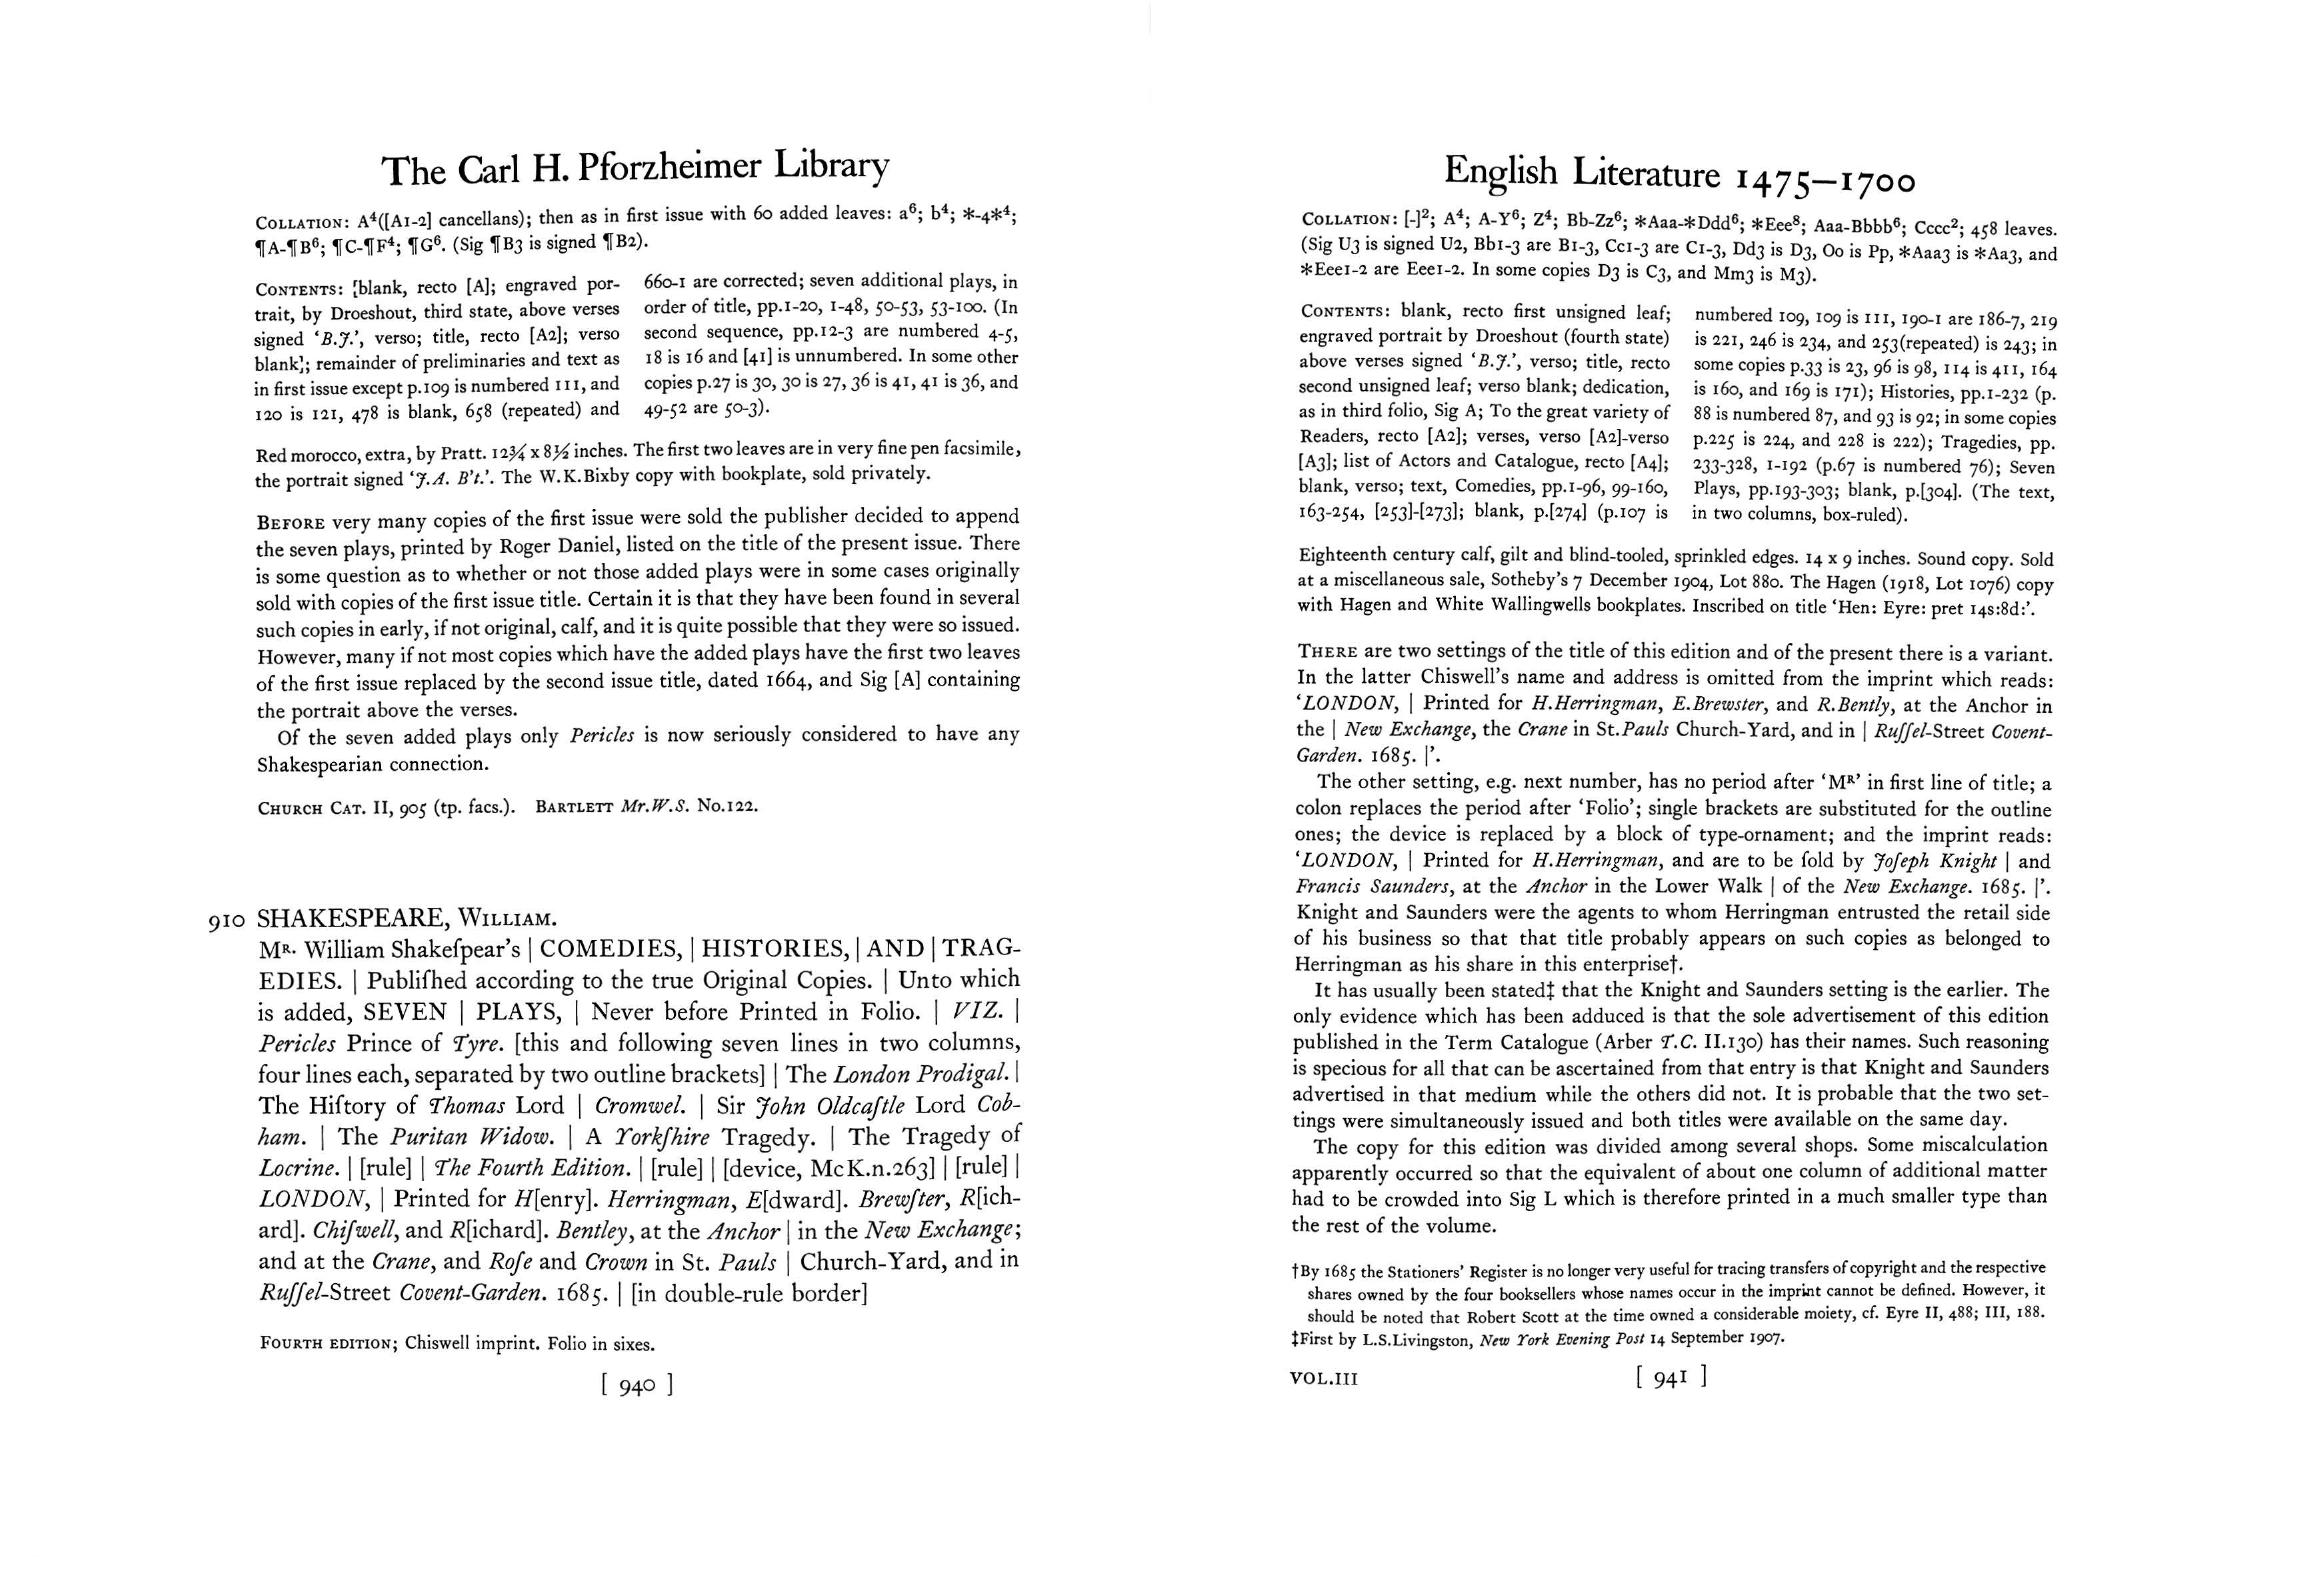 The Carl H. Pforzheimer Library
COLLATION: A⁴([A1-2] cancellans); then as in first issue with 60 added leaves: a⁶; b⁴; *-4*⁴;
¶A-¶B⁶; ¶C-¶F⁴; ¶G⁶. (Sig ¶B3 is signed ¶B2).
CONTENTS: [blank, recto [A]; engraved por-
trait, by Droeshout, third state, above verses
signed ‘B.J.’, verso; title, recto [A2]; verso
blank]; remainder of preliminaries and text as
in first issue except p.109 is numbered 111, and
120 is 121, 478 is blank, 658 (repeated) and
660-1 are corrected; seven additional plays, in
order of title, pp.1-20, 1-48, 50-53, 53-100. (In
second sequence, pp.12-3 are numbered 4-5,
18 is 16 and [41] is unnumbered. In some other
copies p.27 is 30, 30 is 27, 36 is 41, 41 is 36, and
49-52 are 50-3).
Red morocco, extra, by Pratt. 12¾ x 8½ inches. The first two leaves are in very fine pen facsimile,
the portrait signed ‘J.A. B't.’. The W.K.Bixby copy with bookplate, sold privately.
BEFORE very many copies of the first issue were sold the publisher decided to append
the seven plays, printed by Roger Daniel, listed on the title of the present issue. There
is some question as to whether or not those added plays were in some cases originally
sold with copies of the first issue title. Certain it is that they have been found in several
such copies in early, if not original, calf, and it is quite possible that they were so issued.
However, many if not most copies which have the added plays have the first two leaves
of the first issue replaced by the second issue title, dated 1664, and Sig [A] containing
the portrait above the verses.
Of the seven added plays only Pericles is now seriously considered to have any
Shakespearian connection.
CHURCH CAT. II, 905 (tp. facs.). BARTLETT Mr.W.S. No.122.
910 SHAKESPEARE, WILLIAM.
MR. William Shakeſpear's | COMEDIES, | HISTORIES, | AND | TRAG-
EDIES. | Publiſhed according to the true Original Copies. | Unto which
is added, SEVEN | PLAYS, | Never before Printed in Folio. | VIZ. |
Pericles Prince of Tyre. [this and following seven lines in two columns,
four lines each, separated by two outline brackets] | The London Prodigal. |
The Hiſtory of Thomas Lord | Cromwel. | Sir John Oldcaſtle Lord Cob-
ham. | The Puritan Widow. | A Yorkſhire Tragedy. | The Tragedy of
Locrine. | [rule] | The Fourth Edition. | [rule] | [device, McK.n.263] | [rule] |
LONDON, | Printed for H[enry]. Herringman, E[dward]. Brewſter, R[ich-
ard]. Chiſwell, and R[ichard]. Bentley, at the Anchor | in the New Exchange;
and at the Crane, and Roſe and Crown in St. Pauls | Church-Yard, and in
Ruſſel-Street Covent-Garden. 1685. | [in double-rule border]
FOURTH EDITION; Chiswell imprint. Folio in sixes.
[ 940 ]
English Literature 1475–1700
COLLATION: [-]²; A⁴; A-Y⁶; Z⁴; Bb-Zz⁶; *Aaa-*Ddd⁶; *Eee⁸; Aaa-Bbbb⁶; Cccc²; 458 leaves.
(Sig U3 is signed U2, Bb1-3 are B1-3, Cc1-3 are C1-3, Dd3 is D3, Oo is Pp, *Aaa3 is *Aa3, and
*Eee1-2 are Eee1-2. In some copies D3 is C3, and Mm3 is M3).
CONTENTS: blank, recto first unsigned leaf;
engraved portrait by Droeshout (fourth state)
above verses signed ‘B.J.’, verso; title, recto
second unsigned leaf; verso blank; dedication,
as in third folio, Sig A; To the great variety of
Readers, recto [A2]; verses, verso [A2]-verso
[A3]; list of Actors and Catalogue, recto [A4];
blank, verso; text, Comedies, pp.1-96, 99-160,
163-254, [253]-[273]; blank, p.[274] (p.107 is
numbered 109, 109 is 111, 190-1 are 186-7, 219
is 221, 246 is 234, and 253(repeated) is 243; in
some copies p.33 is 23, 96 is 98, 114 is 411, 164
is 160, and 169 is 171); Histories, pp.1-232 (p.
88 is numbered 87, and 93 is 92; in some copies
p.225 is 224, and 228 is 222); Tragedies, pp.
233-328, 1-192 (p.67 is numbered 76); Seven
Plays, pp.193-303; blank, p.[304]. (The text,
in two columns, box-ruled).
Eighteenth century calf, gilt and blind-tooled, sprinkled edges. 14 x 9 inches. Sound copy. Sold
at a miscellaneous sale, Sotheby's 7 December 1904, Lot 880. The Hagen (1918, Lot 1076) copy
with Hagen and White Wallingwells bookplates. Inscribed on title ‘Hen: Eyre: pret 14s:8d:’.
THERE are two settings of the title of this edition and of the present there is a variant.
In the latter Chiswell's name and address is omitted from the imprint which reads:
‘LONDON, | Printed for H.Herringman, E.Brewster, and R.Bently, at the Anchor in
the | New Exchange, the Crane in St.Pauls Church-Yard, and in | Ruſſel-Street Covent-
Garden. 1685. |’.
The other setting, e.g. next number, has no period after ‘MR’ in first line of title; a
colon replaces the period after ‘Folio’; single brackets are substituted for the outline
ones; the device is replaced by a block of type-ornament; and the imprint reads:
‘LONDON, | Printed for H.Herringman, and are to be ſold by Joſeph Knight | and
Francis Saunders, at the Anchor in the Lower Walk | of the New Exchange. 1685. |’.
Knight and Saunders were the agents to whom Herringman entrusted the retail side
of his business so that that title probably appears on such copies as belonged to
Herringman as his share in this enterprise†.
It has usually been stated‡ that the Knight and Saunders setting is the earlier. The
only evidence which has been adduced is that the sole advertisement of this edition
published in the Term Catalogue (Arber T.C. II.130) has their names. Such reasoning
is specious for all that can be ascertained from that entry is that Knight and Saunders
advertised in that medium while the others did not. It is probable that the two set-
tings were simultaneously issued and both titles were available on the same day.
The copy for this edition was divided among several shops. Some miscalculation
apparently occurred so that the equivalent of about one column of additional matter
had to be crowded into Sig L which is therefore printed in a much smaller type than
the rest of the volume.
†By 1685 the Stationers' Register is no longer very useful for tracing transfers of copyright and the respective
shares owned by the four booksellers whose names occur in the imprint cannot be defined. However, it
should be noted that Robert Scott at the time owned a considerable moiety, cf. Eyre II, 488; III, 188.
‡First by L.S.Livingston, New York Evening Post 14 September 1907.
VOL.III [ 941 ]